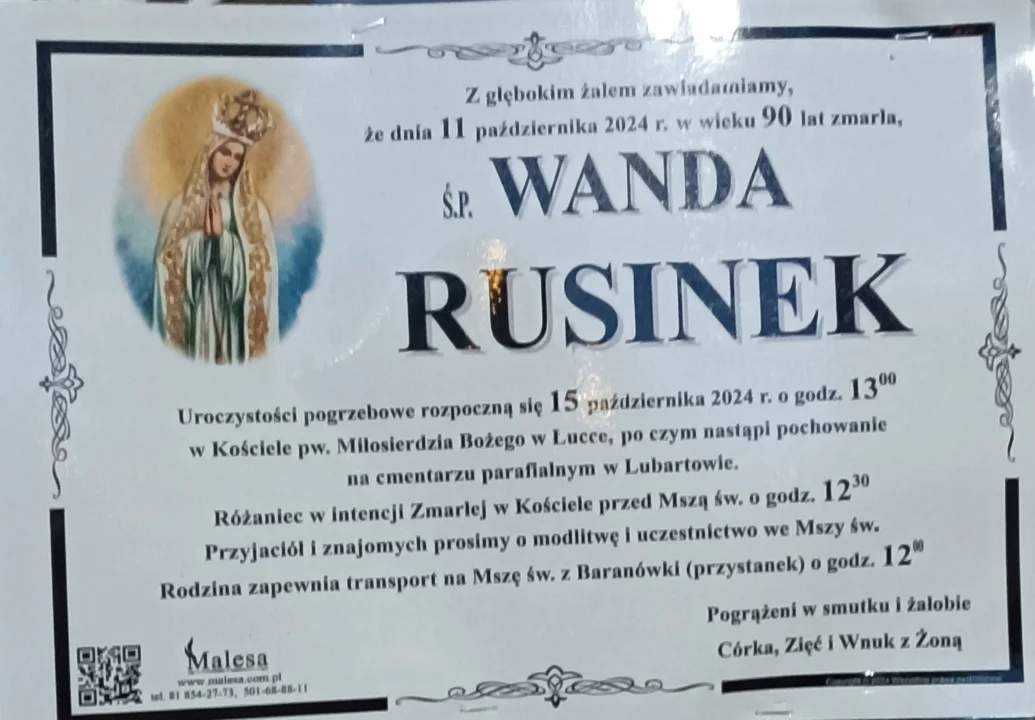 Z głębokim żalem zawiadamiamy,
że dnia 11 października 2024 r. w wieku 90 lat zmarła,
Ś.P. WANDA
RUSINEK
Uroczystości pogrzebowe rozpoczną się 15 października 2024 r. o godz. 13⁰⁰
w Kościele pw. Miłosierdzia Bożego w Łucce, po czym nastąpi pochowanie
na cmentarzu parafialnym w Lubartowie.
Różaniec w intencji Zmarłej w Kościele przed Mszą św. o godz. 12³⁰
Przyjaciół i znajomych prosimy o modlitwę i uczestnictwo we Mszy św.
Rodzina zapewnia transport na Mszę św. z Baranówki (przystanek) o godz. 12⁰⁰
Pogrążeni w smutku i żalobie
Córka, Zięć i Wnuk z Żoną
Malesa
www.malesa.com.pl
tel. 81 854-27-73, 501-68-88-11